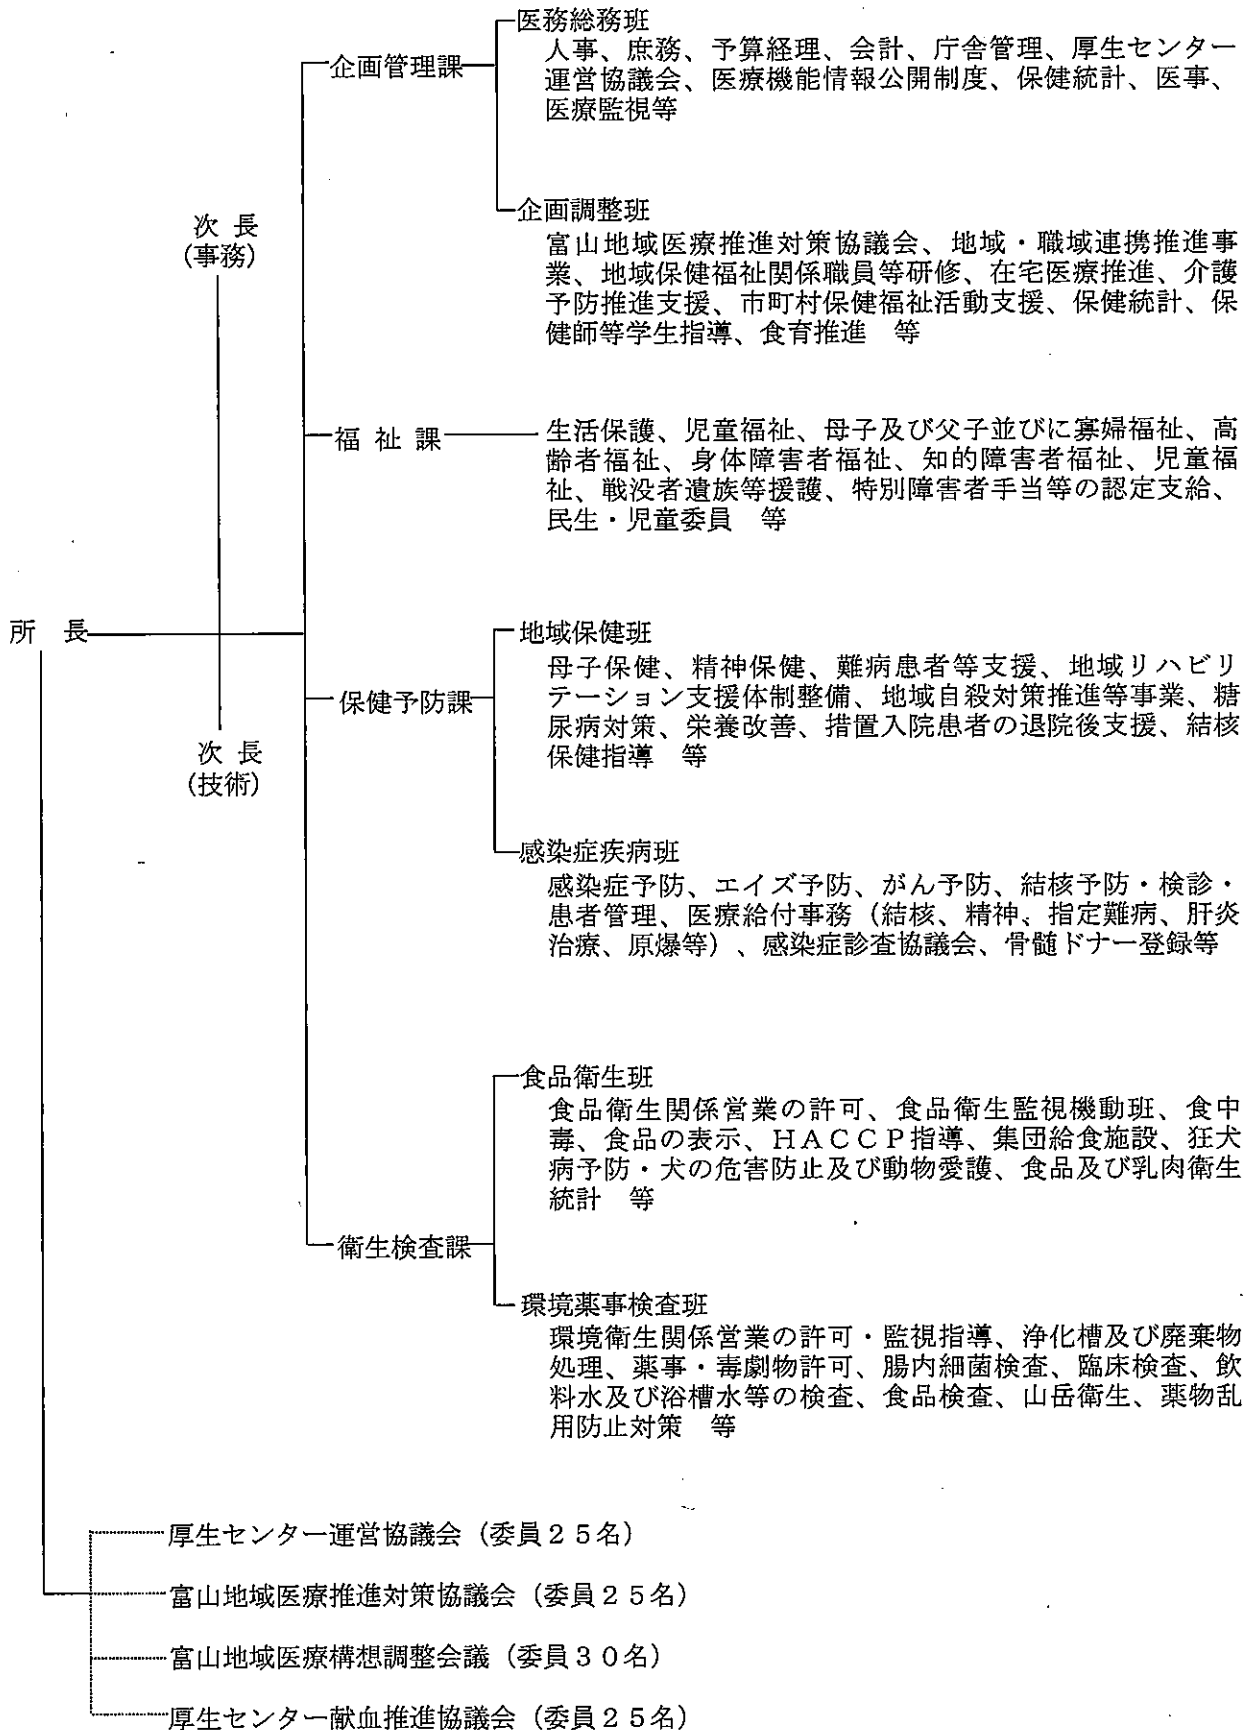 医務総務班
人事、庶務、予算経理、会計、庁舎管理、厚生センター
運営協議会、医療機能情報公開制度、保健統計、医事、
医療監視等
企画管理課
企画調整班
富山地域医療推進対策協議会、地域・職域連携推進事
業、地域保健福祉関係職員等研修、在宅医療推進、介護
予防推進支援、市町村保健福祉活動支援、保健統計、保
健師等学生指導、食育推進　等
次 長
(事務)
福 祉 課
生活保護、児童福祉、母子及び父子並びに寡婦福祉、高
齢者福祉、身体障害者福祉、知的障害者福祉、児童福
祉、戦没者遺族等援護、特別障害者手当等の認定支給、
民生・児童委員　等
所　長
地域保健班
母子保健、精神保健、難病患者等支援、地域リハビリ
テーション支援体制整備、地域自殺対策推進等事業、糖
尿病対策、栄養改善、措置入院患者の退院後支援、結核
保健指導　等
保健予防課
次 長
(技術)
感染症疾病班
感染症予防、エイズ予防、がん予防、結核予防・検診・
患者管理、医療給付事務（結核、精神、指定難病、肝炎
治療、原爆等）、感染症診査協議会、骨髄ドナー登録等
食品衛生班
食品衛生関係営業の許可、食品衛生監視機動班、食中
毒、食品の表示、ＨＡＣＣＰ指導、集団給食施設、狂犬
病予防・犬の危害防止及び動物愛護、食品及び乳肉衛生
統計　等
衛生検査課
環境薬事検査班
環境衛生関係営業の許可・監視指導、浄化槽及び廃棄物
処理、薬事・毒劇物許可、腸内細菌検査、臨床検査、飲
料水及び浴槽水等の検査、食品検査、山岳衛生、薬物乱
用防止対策　等
厚生センター運営協議会（委員２５名）
富山地域医療推進対策協議会（委員２５名）
富山地域医療構想調整会議（委員３０名）
厚生センター献血推進協議会（委員２５名）